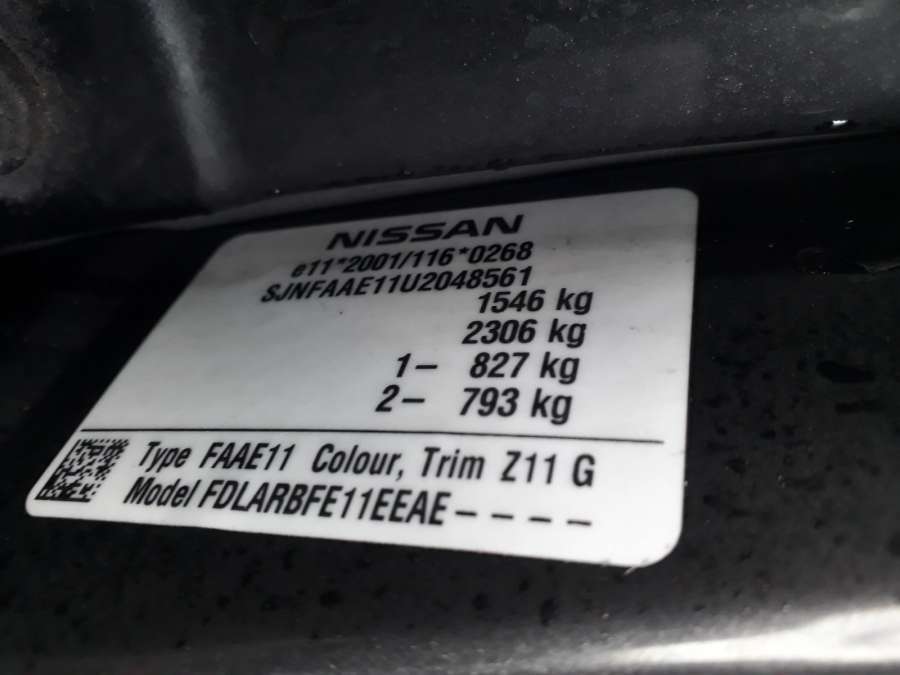 NISSAN
e11*2001/116*0268
SJNFAAE11U2048561
1546 kg
2306 kg
1- 827 kg
2- 793 kg
Type FAAE11 Colour, Trim Z11 G
Model FDLARBFE11EEAE----